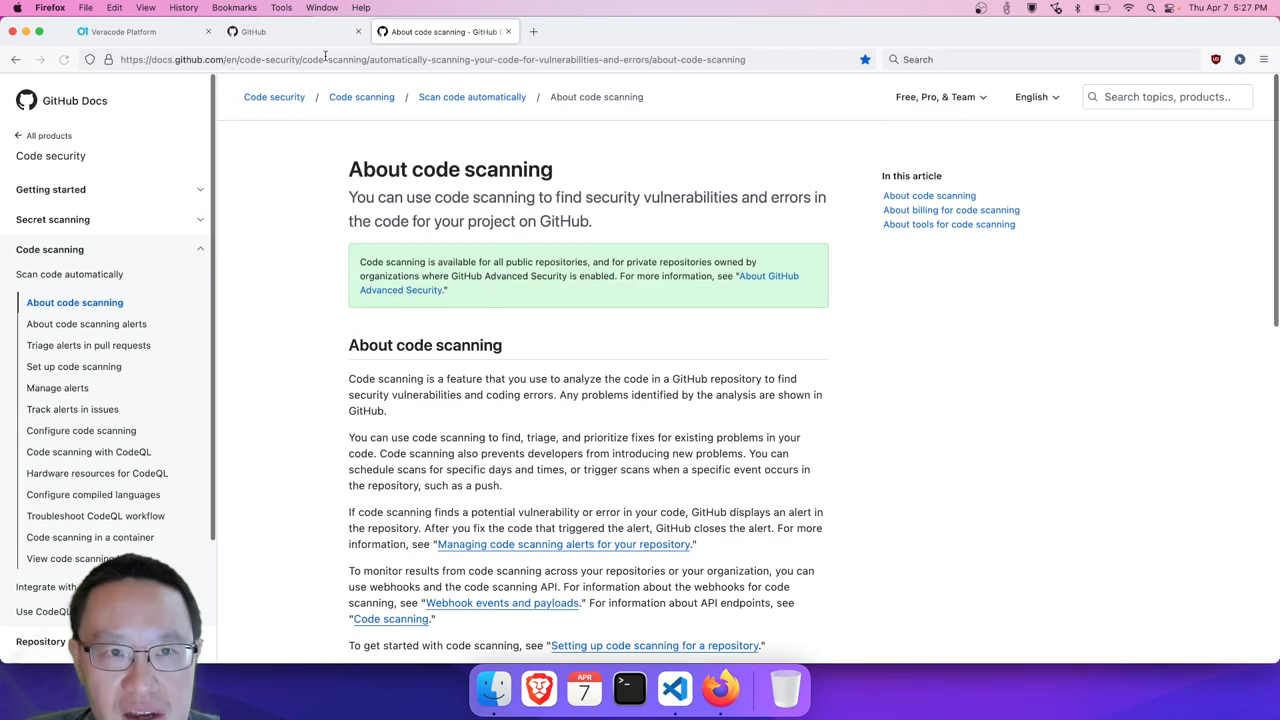 Firefox File Edit View History Bookmarks Tools Window Help
Thu Apr 7 5:27 PM
Veracode Platform
GitHub
About code scanning - GitHub D
https://docs.github.com/en/code-security/code-scanning/automatically-scanning-your-code-for-vulnerabilities-and-errors/about-code-scanning
Search
GitHub Docs
Code security / Code scanning / Scan code automatically / About code scanning
Free, Pro, & Team
English
Search topics, products..
All products
Code security
Getting started
Secret scanning
Code scanning
Scan code automatically
About code scanning
About code scanning alerts
Triage alerts in pull requests
Set up code scanning
Manage alerts
Track alerts in issues
Configure code scanning
Code scanning with CodeQL
Hardware resources for CodeQL
Configure compiled languages
Troubleshoot CodeQL workflow
Code scanning in a container
View code scanning
Integrate with
Use CodeQL
Repository
About code scanning
You can use code scanning to find security vulnerabilities and errors in
the code for your project on GitHub.
Code scanning is available for all public repositories, and for private repositories owned by
organizations where GitHub Advanced Security is enabled. For more information, see "About GitHub
Advanced Security."
About code scanning
Code scanning is a feature that you use to analyze the code in a GitHub repository to find
security vulnerabilities and coding errors. Any problems identified by the analysis are shown in
GitHub.
You can use code scanning to find, triage, and prioritize fixes for existing problems in your
code. Code scanning also prevents developers from introducing new problems. You can
schedule scans for specific days and times, or trigger scans when a specific event occurs in
the repository, such as a push.
If code scanning finds a potential vulnerability or error in your code, GitHub displays an alert in
the repository. After you fix the code that triggered the alert, GitHub closes the alert. For more
information, see "Managing code scanning alerts for your repository."
To monitor results from code scanning across your repositories or your organization, you can
use webhooks and the code scanning API. For information about the webhooks for code
scanning, see "Webhook events and payloads." For information about API endpoints, see
"Code scanning."
To get started with code scanning, see "Setting up code scanning for a repository."
In this article
About code scanning
About billing for code scanning
About tools for code scanning
APR
7